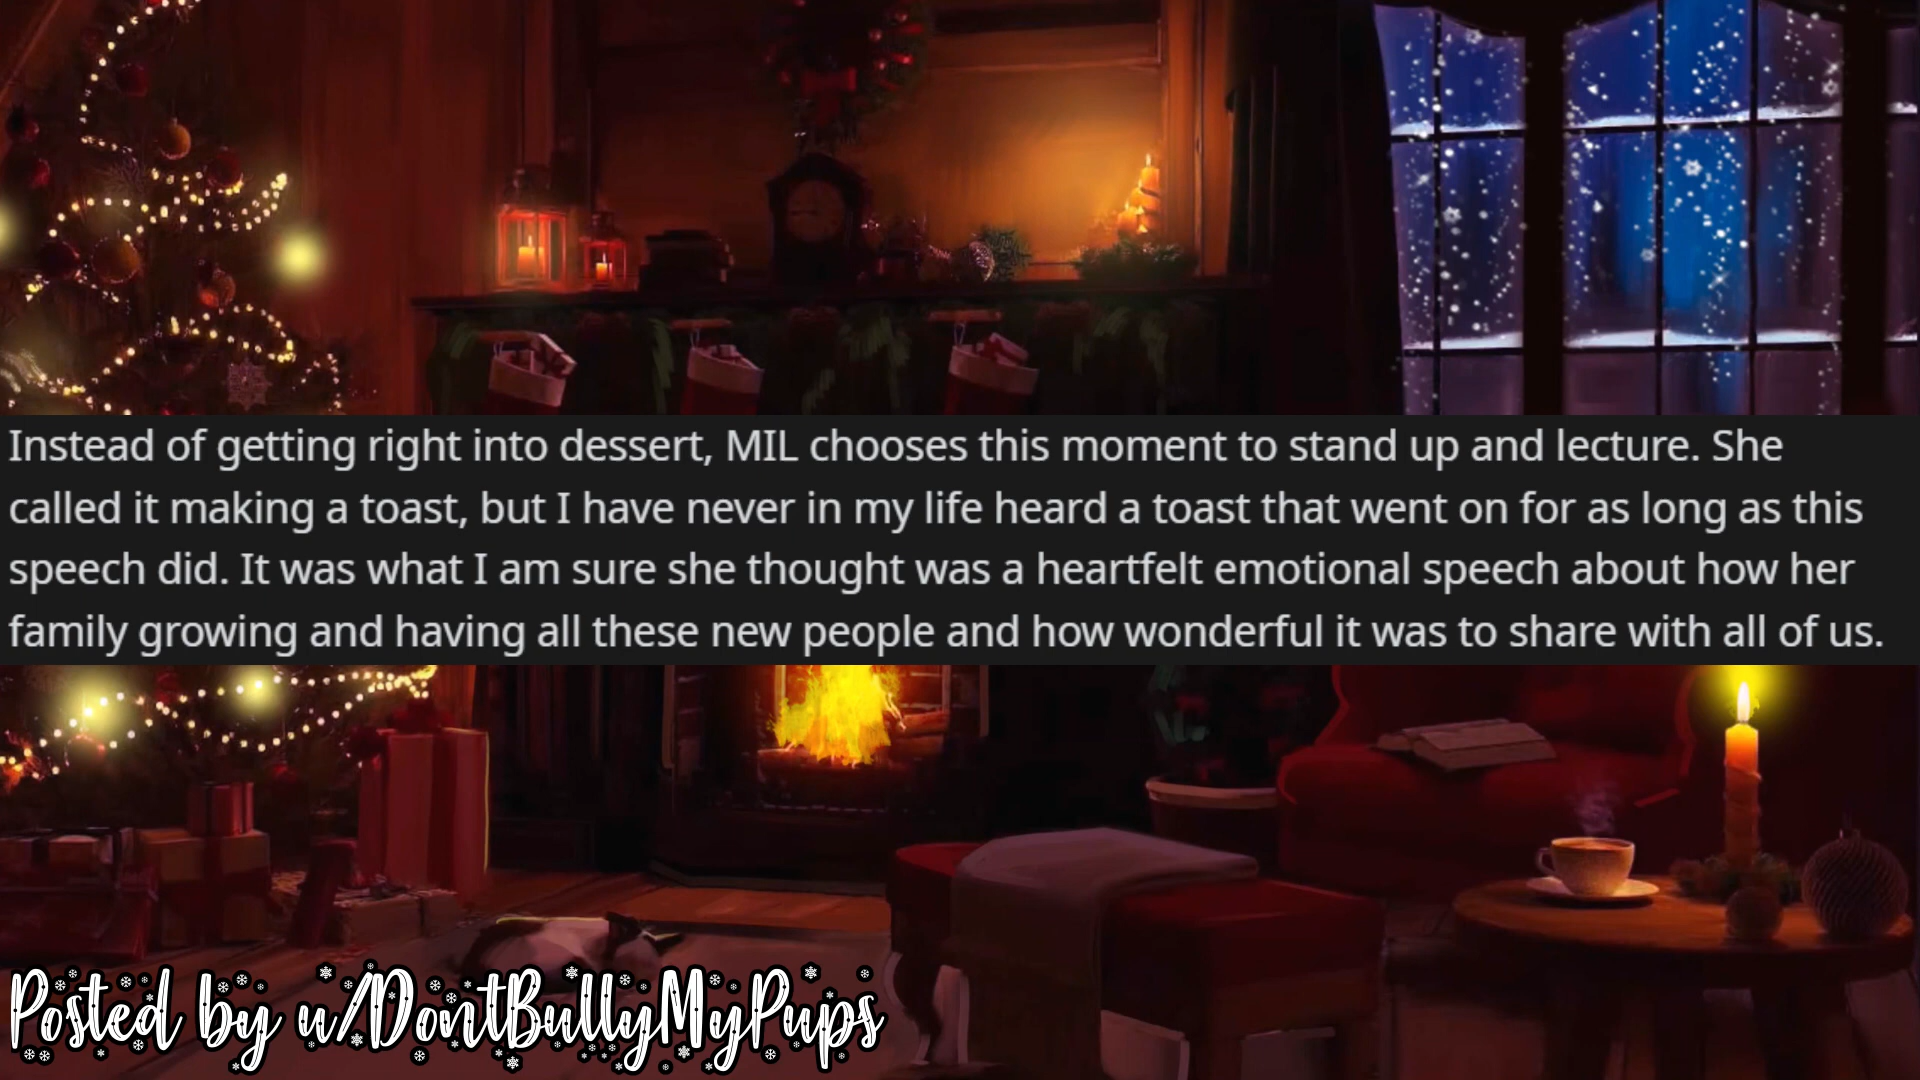 Instead of getting right into dessert, MIL chooses this moment to stand up and lecture. She
called it making a toast, but I have never in my life heard a toast that went on for as long as this
speech did. It was what I am sure she thought was a heartfelt emotional speech about how her
family growing and having all these new people and how wonderful it was to share with all of us.
Posted by u/DontBullyMyPups